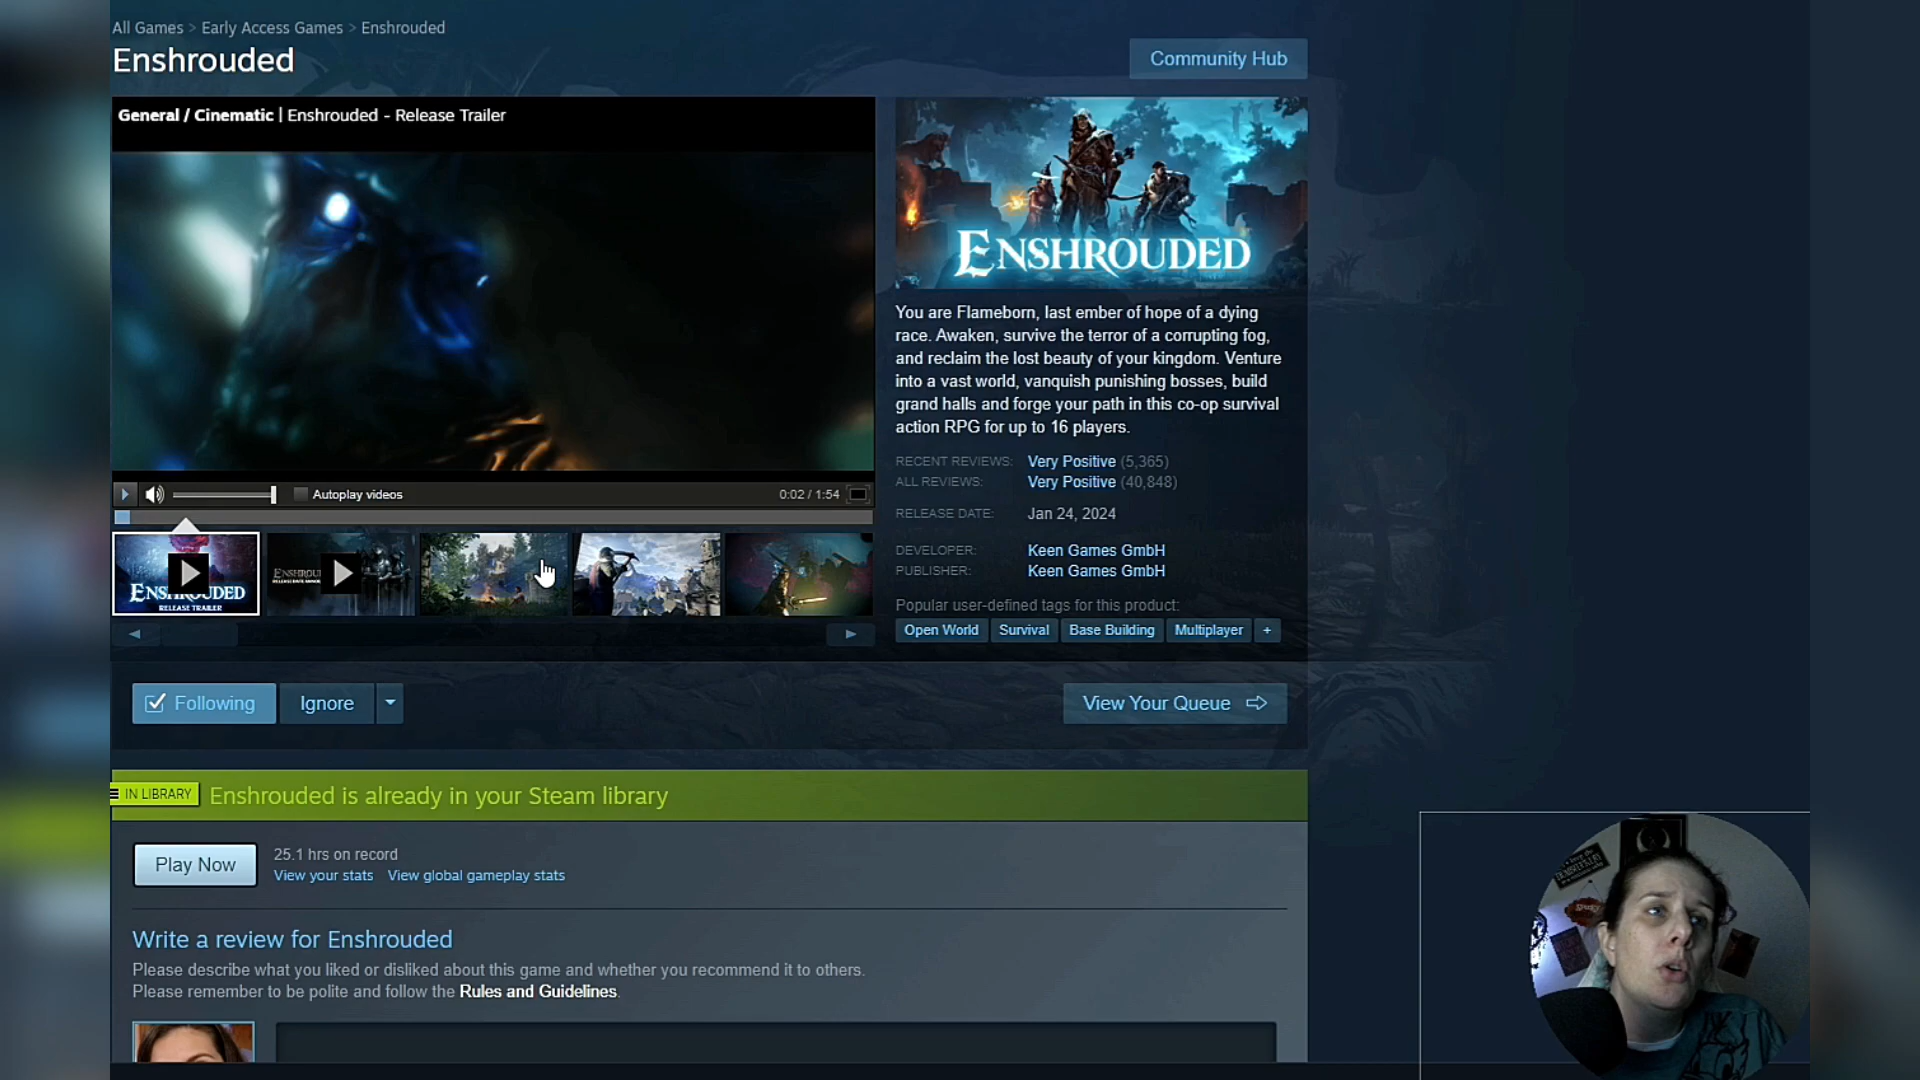 All Games > Early Access Games > Enshrouded
Enshrouded
Community Hub
General / Cinematic | Enshrouded - Release Trailer
ENSHROUDED
You are Flameborn, last ember of hope of a dying
race. Awaken, survive the terror of a corrupting fog,
and reclaim the lost beauty of your kingdom. Venture
into a vast world, vanquish punishing bosses, build
grand halls and forge your path in this co-op survival
action RPG for up to 16 players.
RECENT REVIEWS: Very Positive (5,365)
ALL REVIEWS: Very Positive (40,848)
RELEASE DATE: Jan 24, 2024
DEVELOPER: Keen Games GmbH
PUBLISHER: Keen Games GmbH
Popular user-defined tags for this product:
Open World Survival Base Building Multiplayer +
Autoplay videos
0:02 / 1:54
ENSHROUDED
RELEASE TRAILER
Following
Ignore
View Your Queue
IN LIBRARY
Enshrouded is already in your Steam library
Play Now
25.1 hrs on record
View your stats View global gameplay stats
Write a review for Enshrouded
Please describe what you liked or disliked about this game and whether you recommend it to others.
Please remember to be polite and follow the Rules and Guidelines.